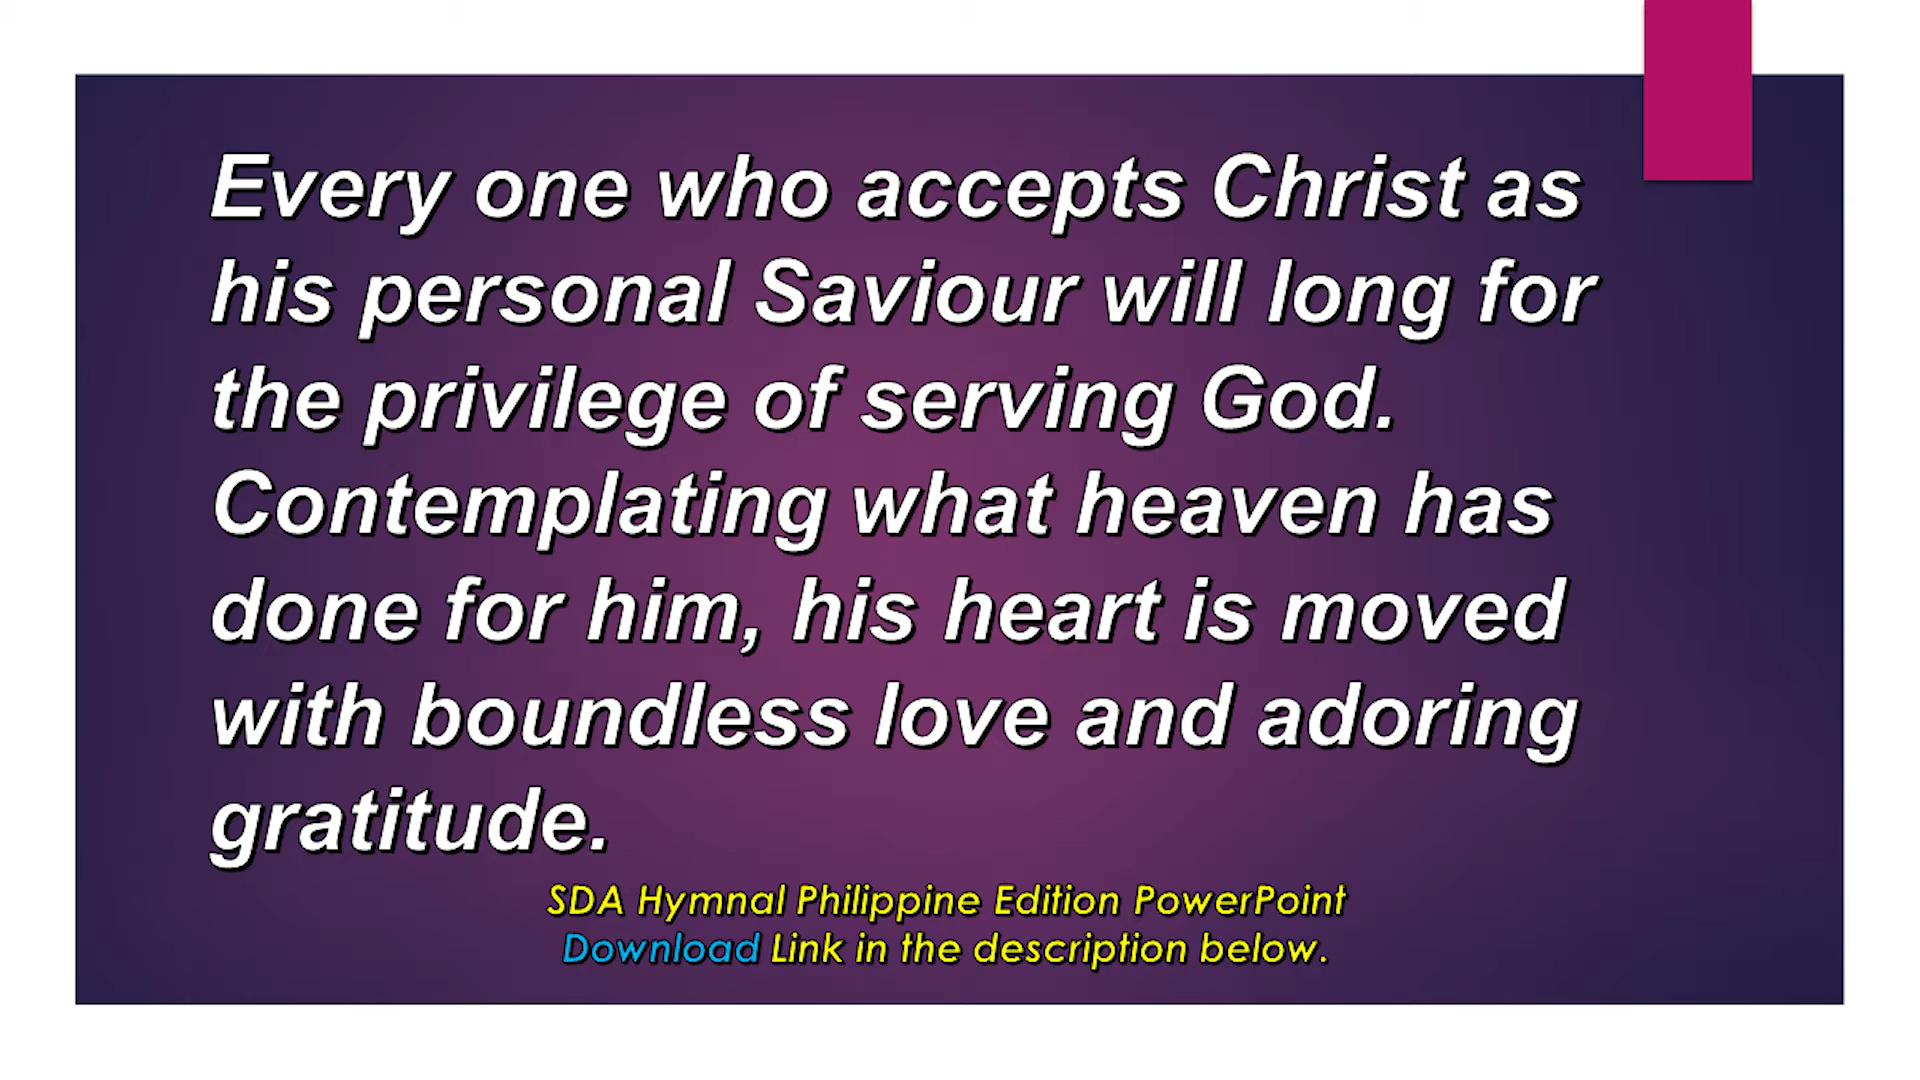 Every one who accepts Christ as
his personal Saviour will long for
the privilege of serving God.
Contemplating what heaven has
done for him, his heart is moved
with boundless love and adoring
gratitude.
SDA Hymnal Philippine Edition PowerPoint
Download Link in the description below.